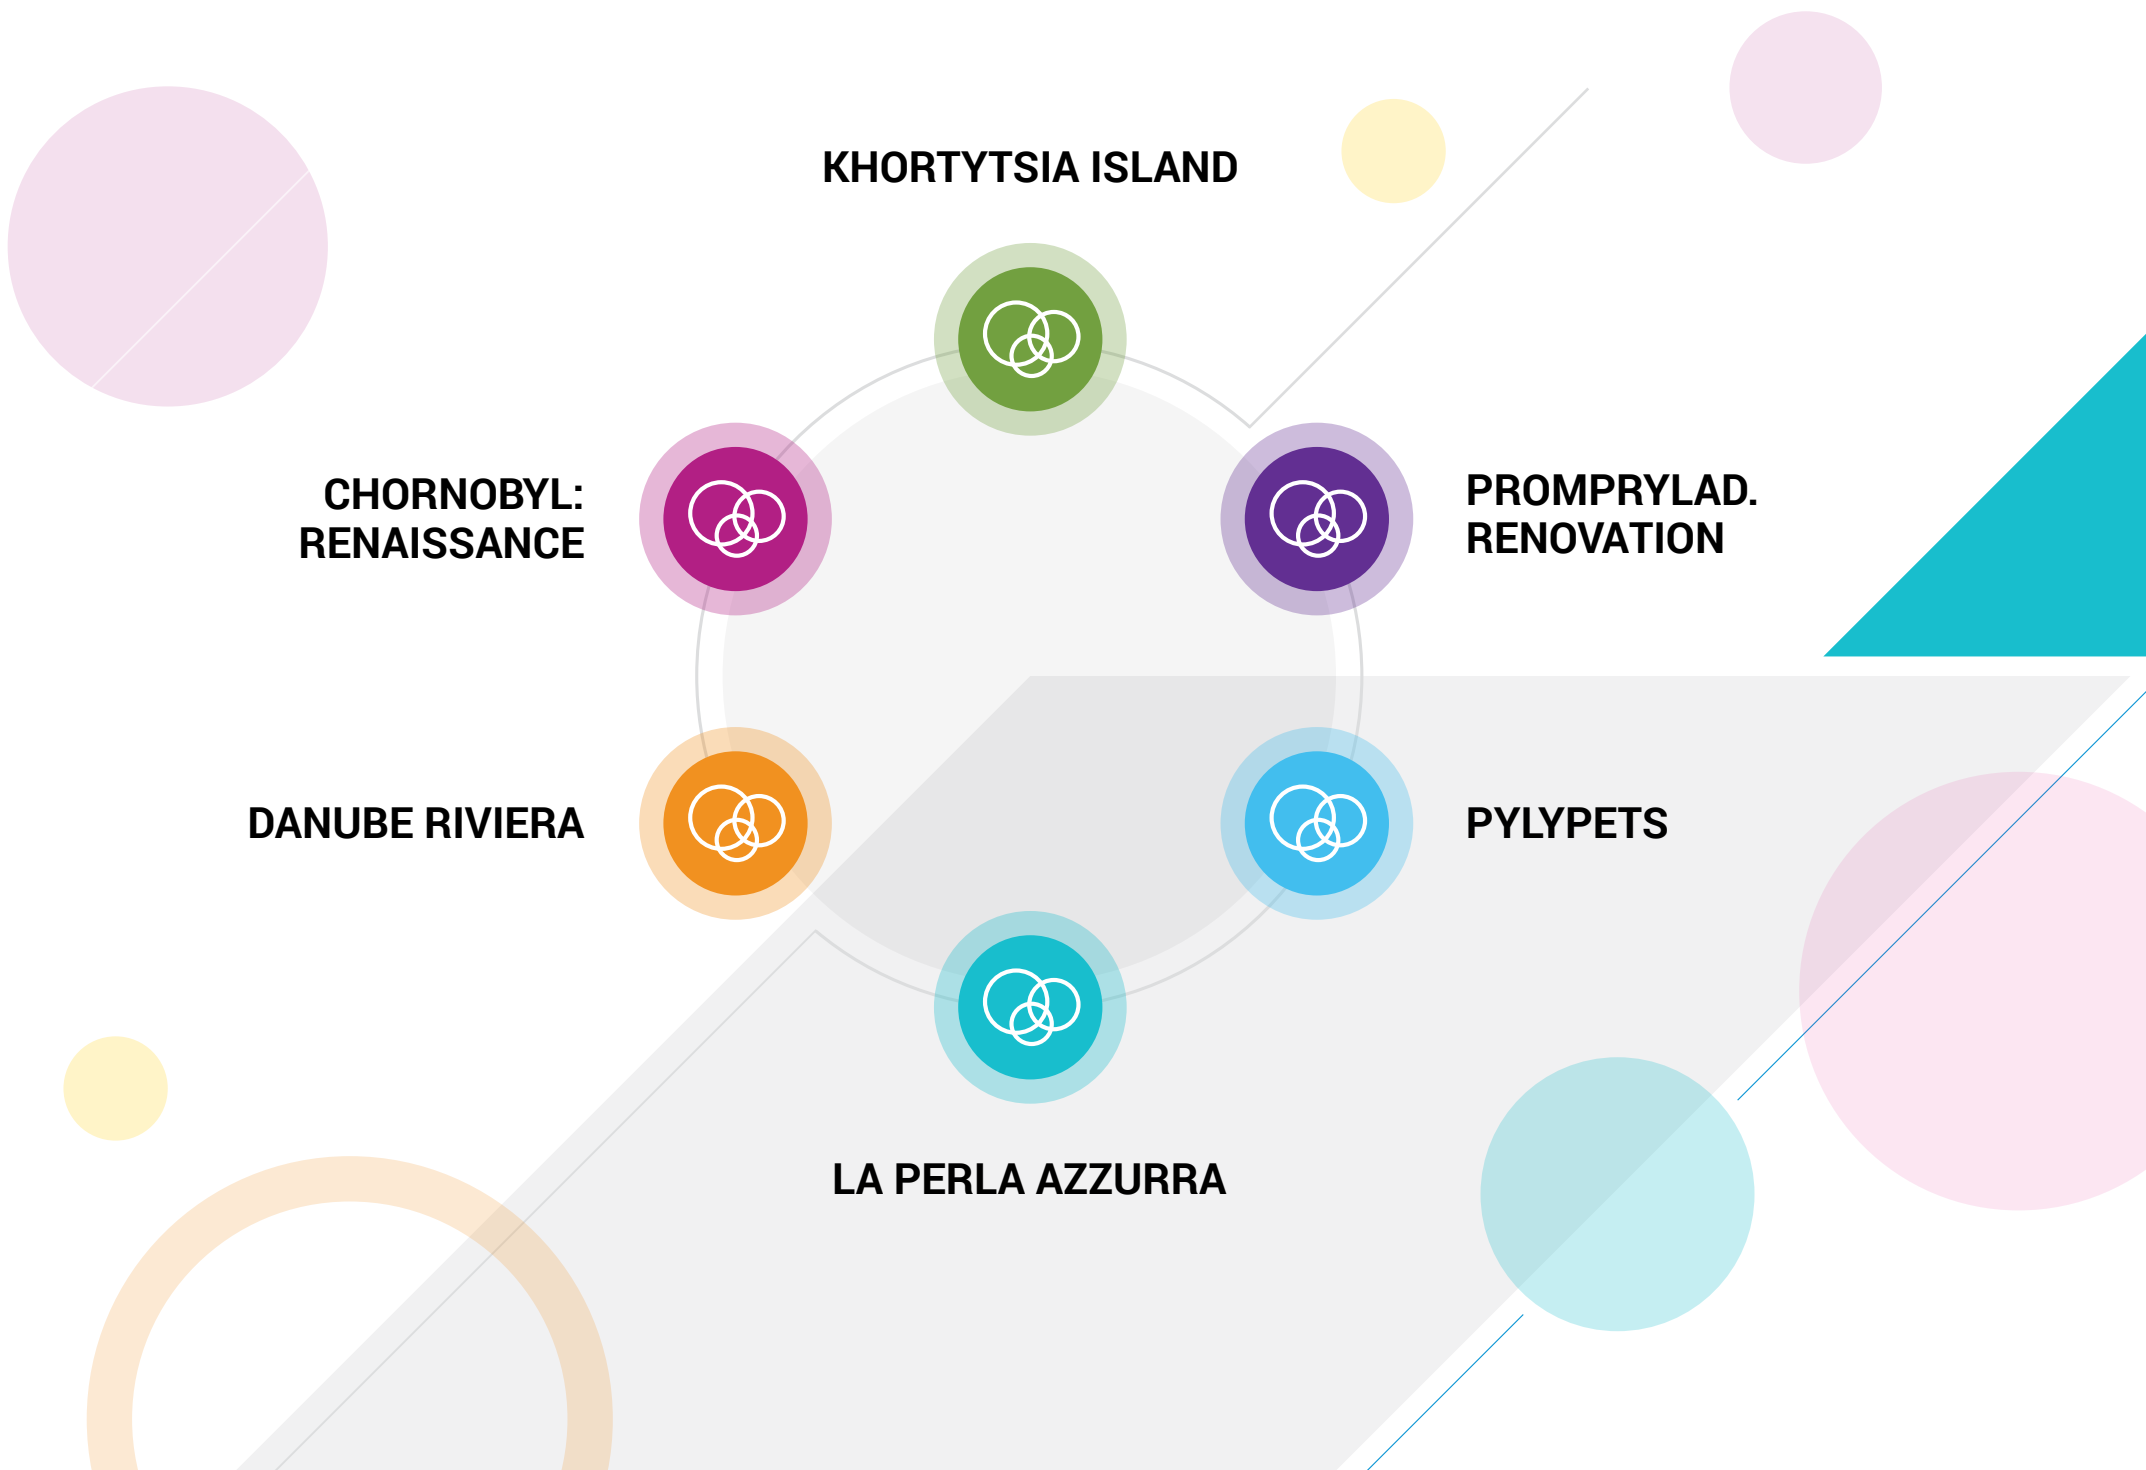 KHORTYTSIA ISLAND
CHORNOBYL:
RENAISSANCE
PROMPRYLAD.
RENOVATION
DANUBE RIVIERA
PYLYPETS
LA PERLA AZZURRA